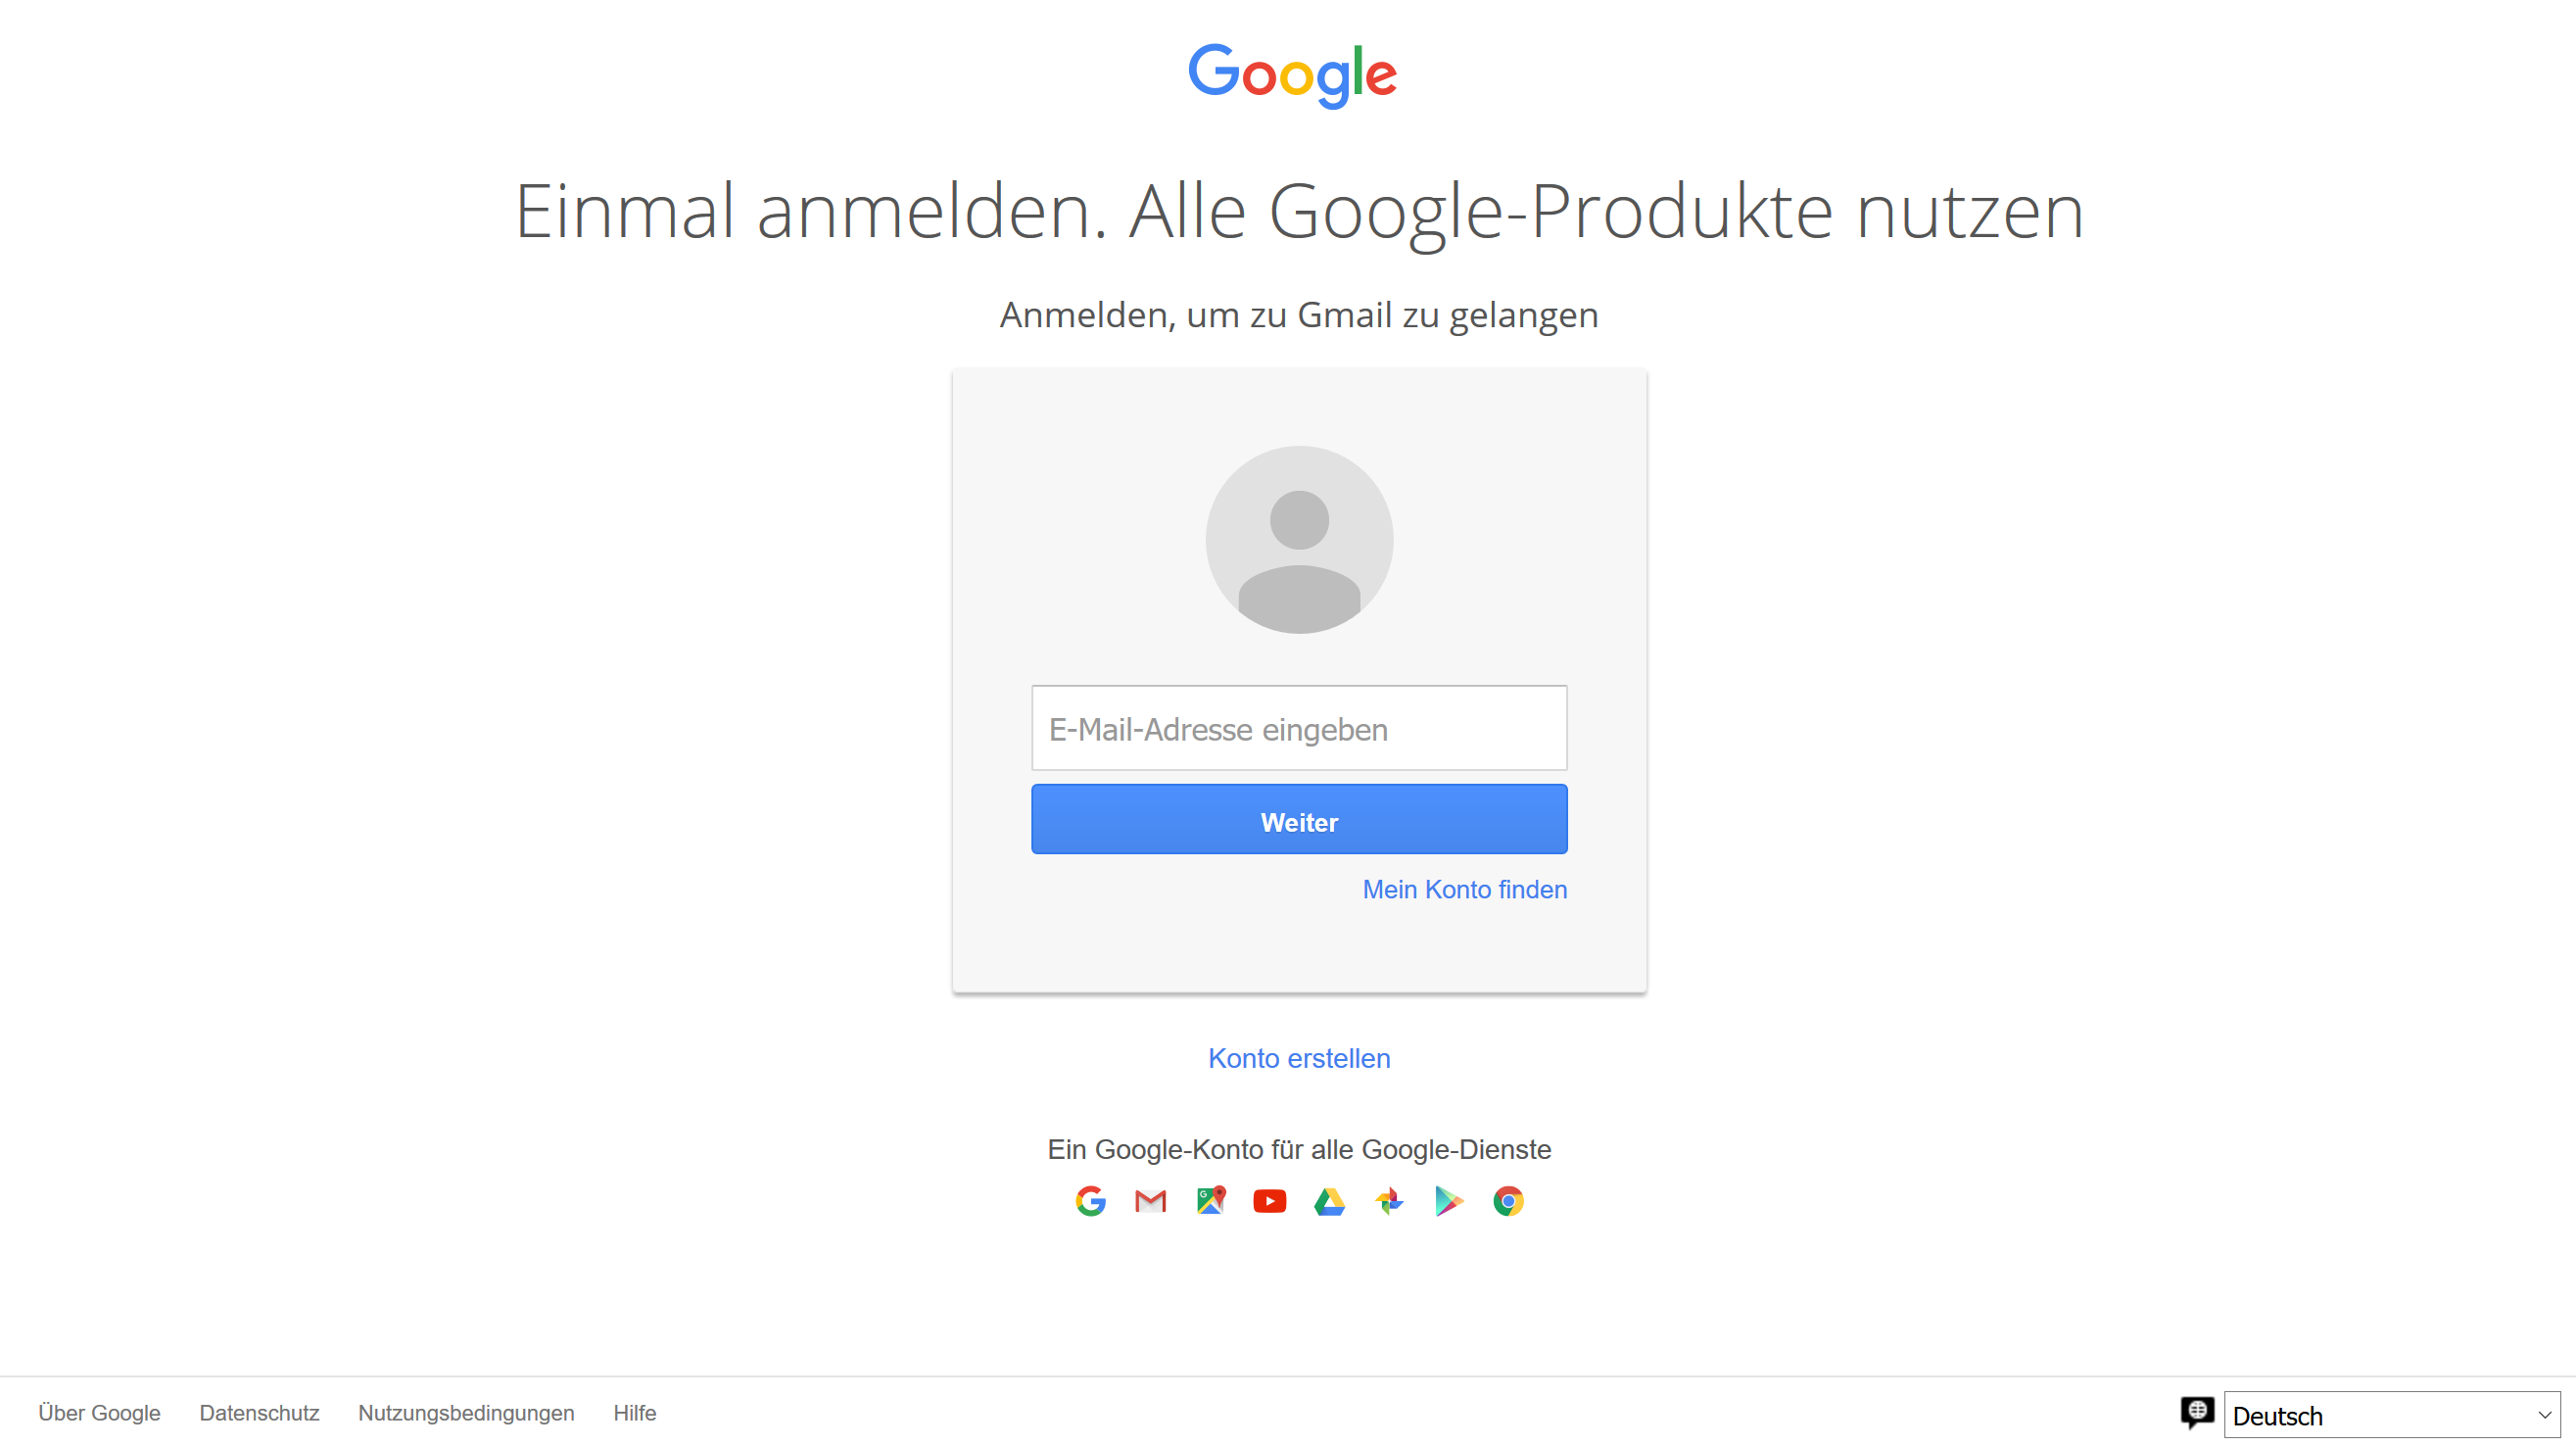 Google
Einmal anmelden. Alle Google-Produkte nutzen
Anmelden, um zu Gmail zu gelangen
E-Mail-Adresse eingeben
Weiter
Mein Konto finden
Konto erstellen
Ein Google-Konto für alle Google-Dienste
Über Google Datenschutz Nutzungsbedingungen Hilfe Deutsch